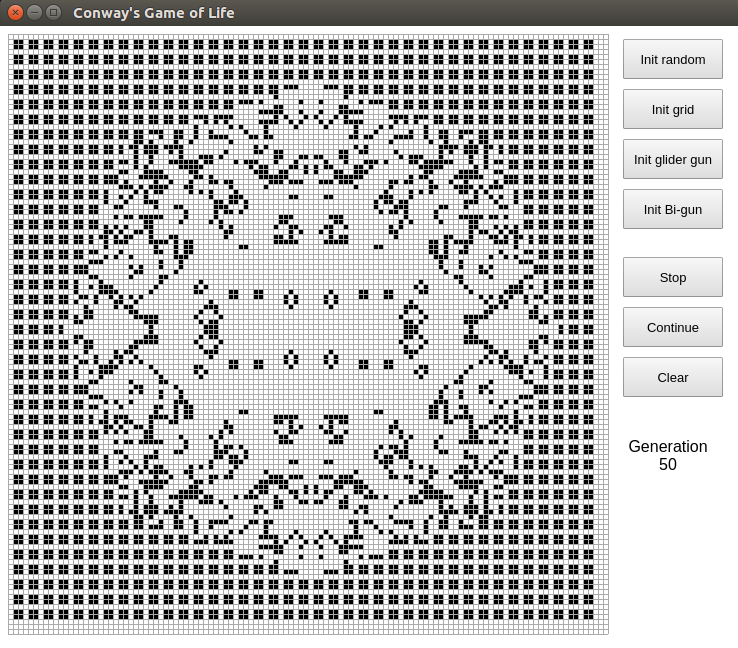 Conway's Game of Life
Init random
Init grid
Init glider gun
Init Bi-gun
Stop
Continue
Clear
Generation
50